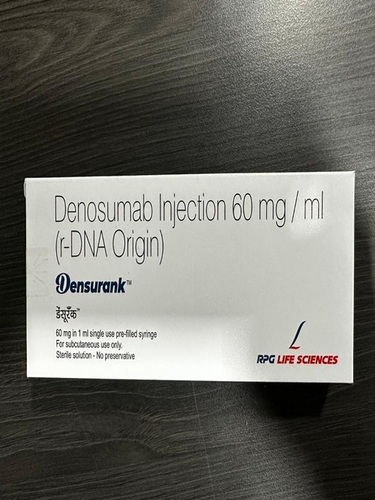 Denosumab Injection 60 mg / ml
(r-DNA Origin)
Densurank™
डेंसूरैंक™
60 mg in 1 ml single use pre-filled syringe
For subcutaneous use only.
Sterile solution - No preservative
RPG LIFE SCIENCES